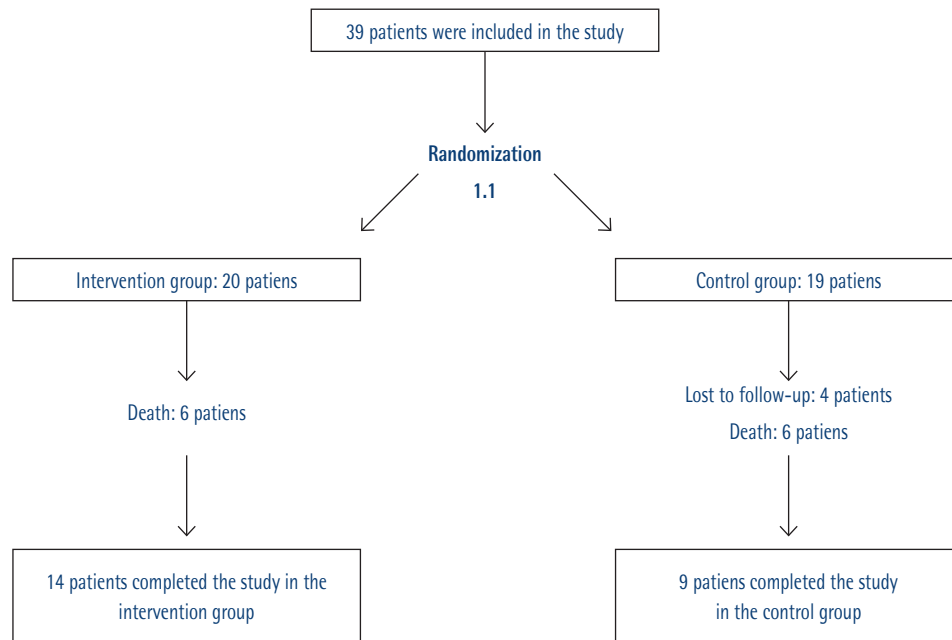 39 patients were included in the study
Randomization
1.1
Intervention group: 20 patiens
Control group: 19 patiens
Death: 6 patiens
Lost to follow-up: 4 patients
Death: 6 patiens
14 patients completed the study in the
intervention group
9 patiens completed the study
in the control group